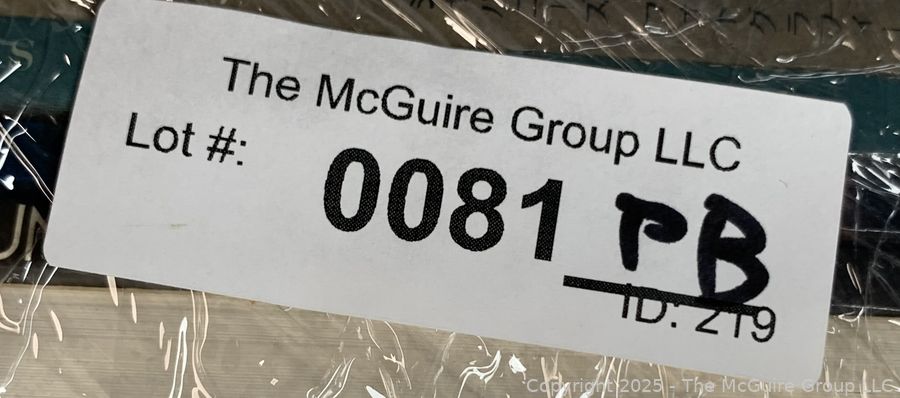 The McGuire Group LLC
Lot #:
0081 PB
ID: 219
Copyright 2025 - The McGuire Group LLC